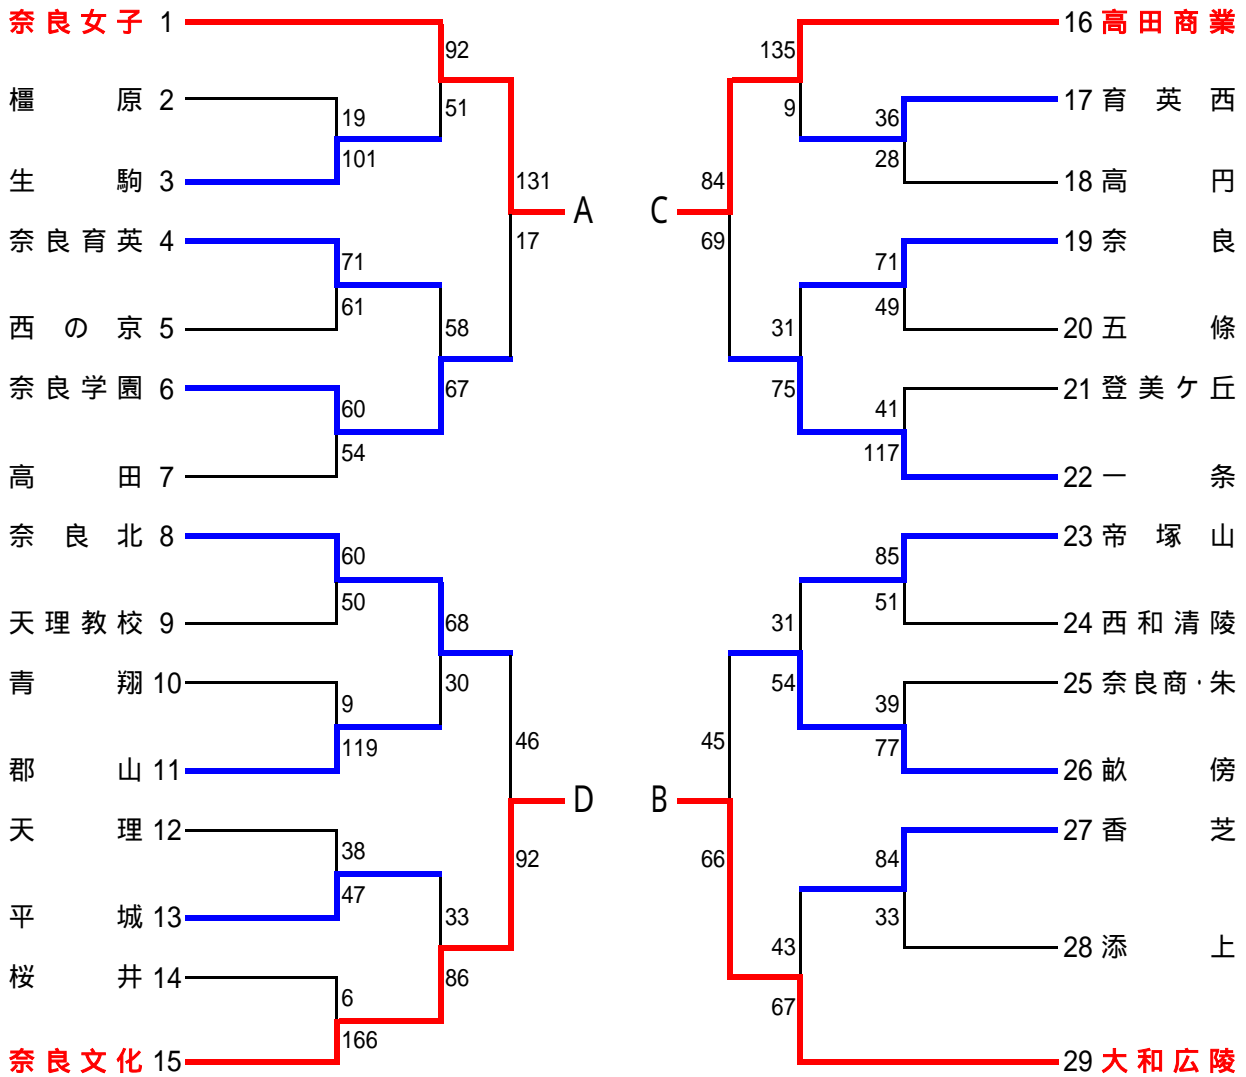 奈良女子 1
92
橿原 2
19
51
101
生駒 3
131
A
17
奈良育英 4
71
61
西の京 5
58
67
奈良学園 6
60
54
高田 7
奈良北 8
60
50
天理教校 9
68
30
青翔 10
9
119
郡山 11
46
D
92
天理 12
38
47
平城 13
33
86
桜井 14
6
166
奈良文化 15
16 高田商業
135
9
17 育英西
36
28
18 高円
84
C
69
19 奈良
71
49
20 五條
31
75
21 登美ケ丘
41
117
22 一条
23 帝塚山
85
51
24 西和清陵
31
54
25 奈良商・朱
39
77
26 畝傍
45
B
66
27 香芝
84
33
28 添上
43
67
29 大和広陵